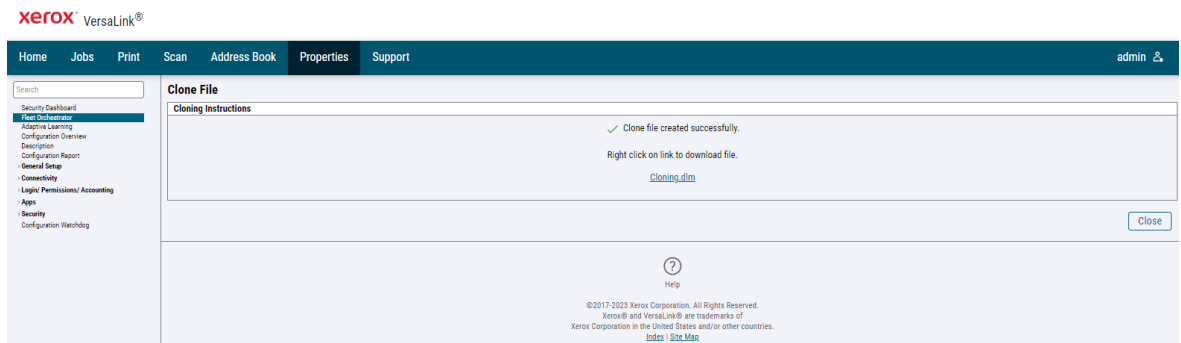 xerox™ VersaLink®
Home Jobs Print Scan Address Book Properties Support admin
Search
Security Dashboard
Fleet Orchestrator
Adaptive Learning
Configuration Overview
Description
Configuration Report
› General Setup
› Connectivity
› Login/ Permissions/ Accounting
› Apps
› Security
Configuration Watchdog
Clone File
Cloning Instructions
✓ Clone file created successfully.
Right click on link to download file.
Cloning.dlm
Close
?
Help
©2017-2023 Xerox Corporation. All Rights Reserved.
Xerox® and VersaLink® are trademarks of
Xerox Corporation in the United States and/or other countries.
Index | Site Map